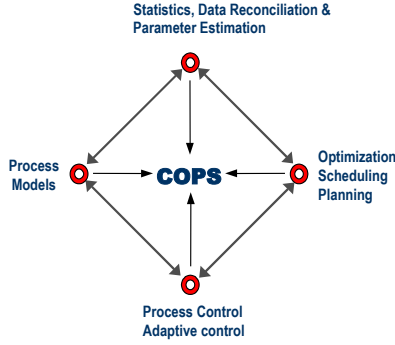 Statistics, Data Reconciliation &
Parameter Estimation
Process
Models
COPS
Optimization
Scheduling
Planning
Process Control
Adaptive control